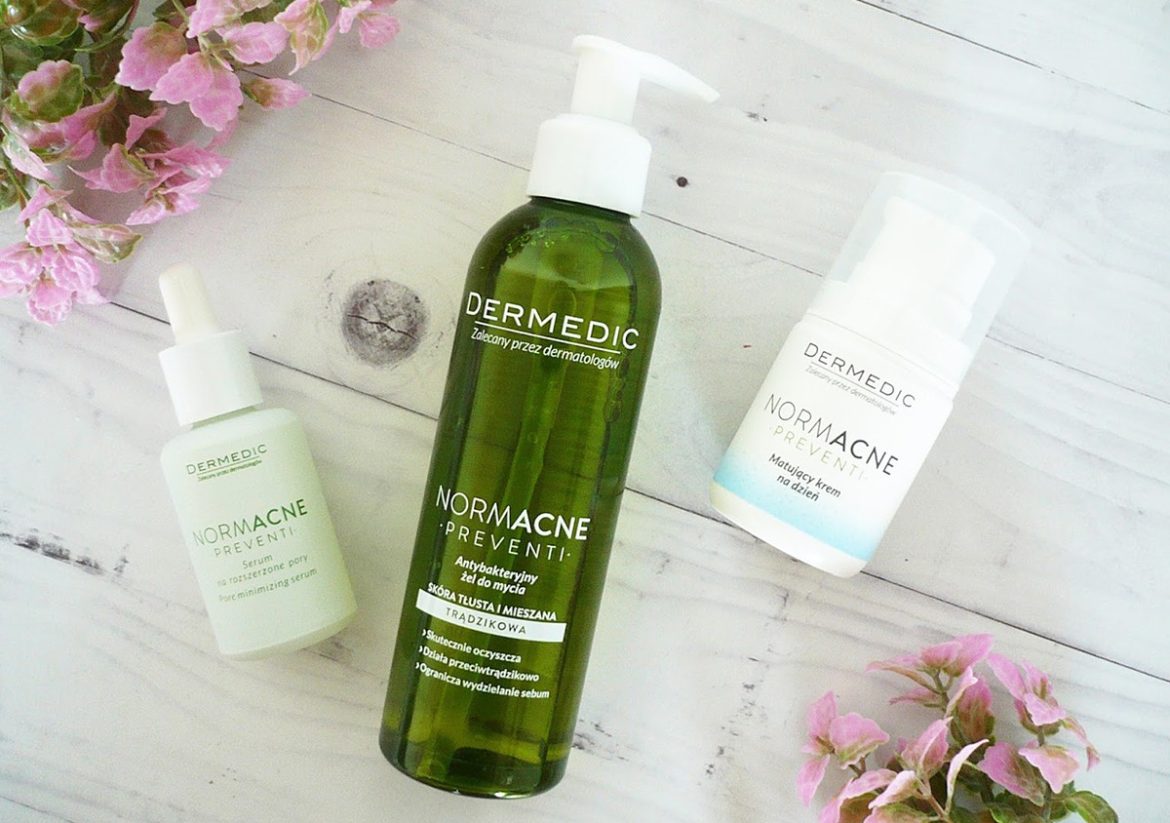 DERMEDIC
Zalecany przez dermatologów
NORMACNE
·PREVENTI·
Serum
na rozszerzone pory
Pore minimizing serum
DERMEDIC
Zalecany przez dermatologów
NORMACNE
·PREVENTI·
Antybakteryjny
żel do mycia
SKÓRA TŁUSTA I MIESZANA
TRĄDZIKOWA
›Skutecznie oczyszcza
›Działa przeciwtrądzikowo
›Ogranicza wydzielanie sebum
DERMEDIC
Zalecany przez dermatologów
NORMACNE
·PREVENTI·
Matujący krem
na dzień